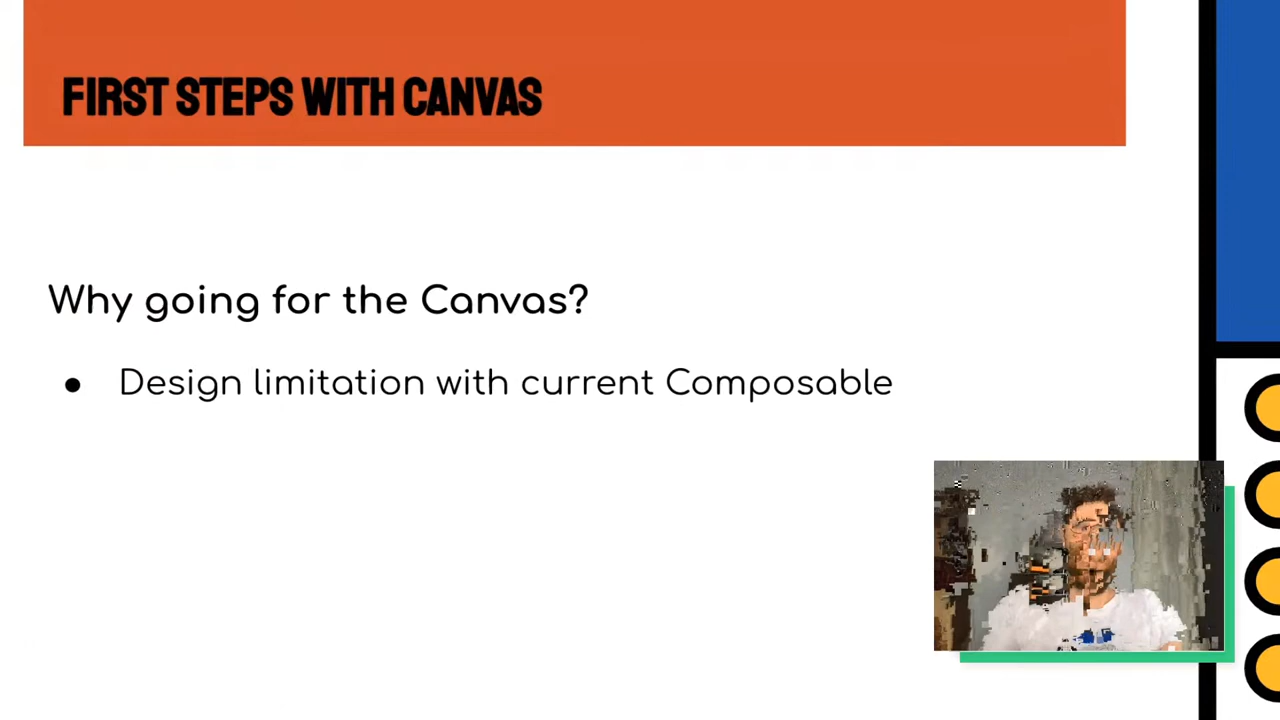 FIRST STEPS WITH CANVAS
Why going for the Canvas?
● Design limitation with current Composable